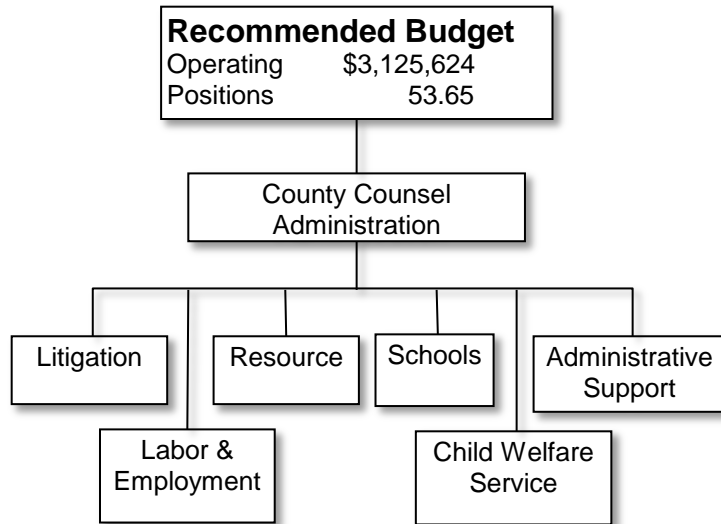 Recommended Budget
Operating $3,125,624
Positions 53.65
County Counsel
Administration
Litigation
Resource
Schools
Administrative
Support
Labor &
Employment
Child Welfare
Service